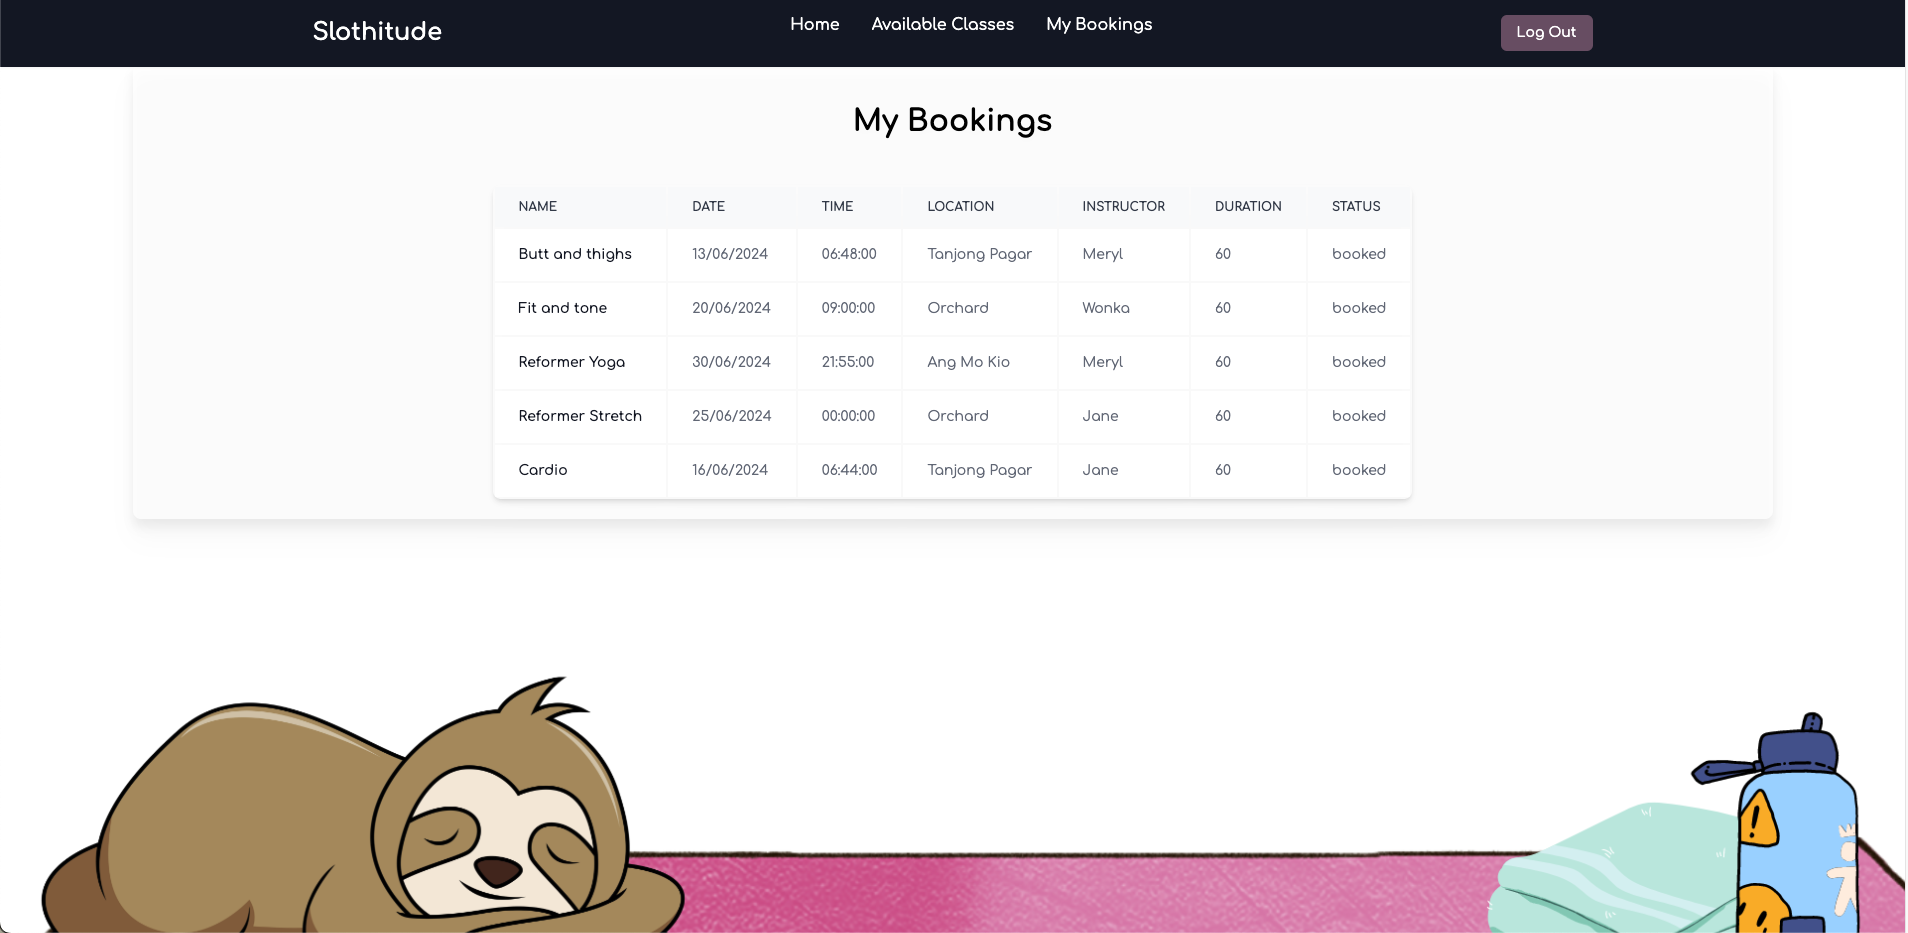 Slothitude Home Available Classes My Bookings Log Out
My Bookings
NAME DATE TIME LOCATION INSTRUCTOR DURATION STATUS
Butt and thighs 13/06/2024 06:48:00 Tanjong Pagar Meryl 60 booked
Fit and tone 20/06/2024 09:00:00 Orchard Wonka 60 booked
Reformer Yoga 30/06/2024 21:55:00 Ang Mo Kio Meryl 60 booked
Reformer Stretch 25/06/2024 00:00:00 Orchard Jane 60 booked
Cardio 16/06/2024 06:44:00 Tanjong Pagar Jane 60 booked